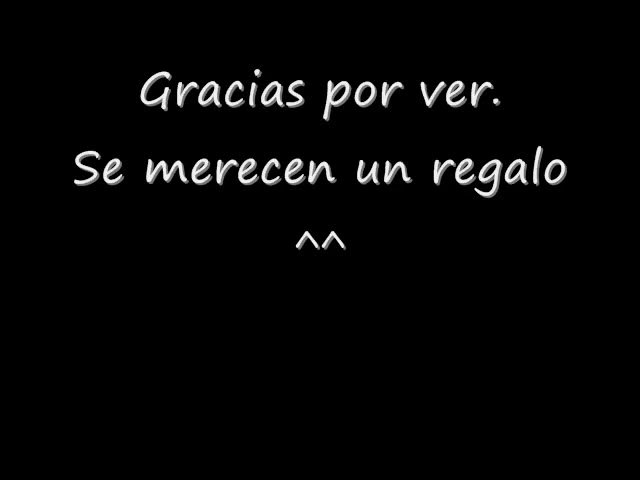 Gracias por ver.
Se merecen un regalo
^^